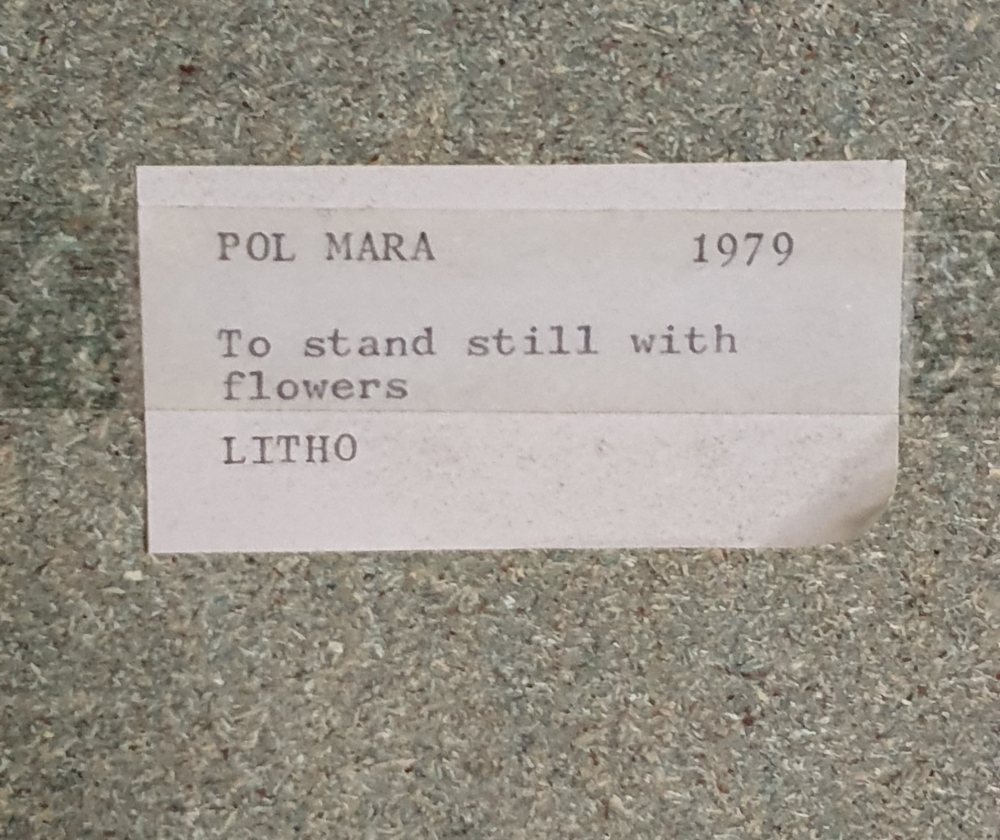 POL MARA 1979
To stand still with
flowers
LITHO